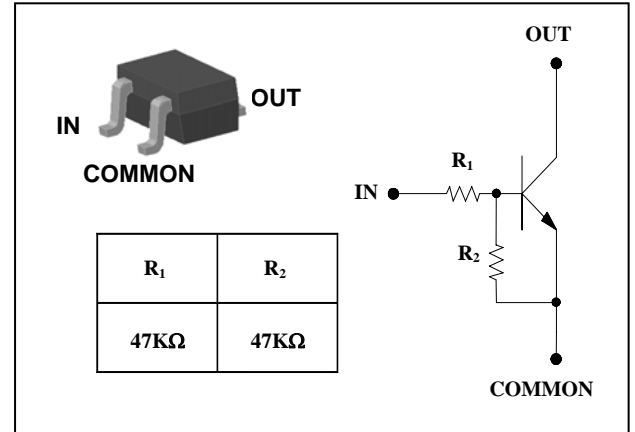 OUT
IN
COMMON
R₁ R₂
47KΩ 47KΩ
OUT
R₁
IN
R₂
COMMON